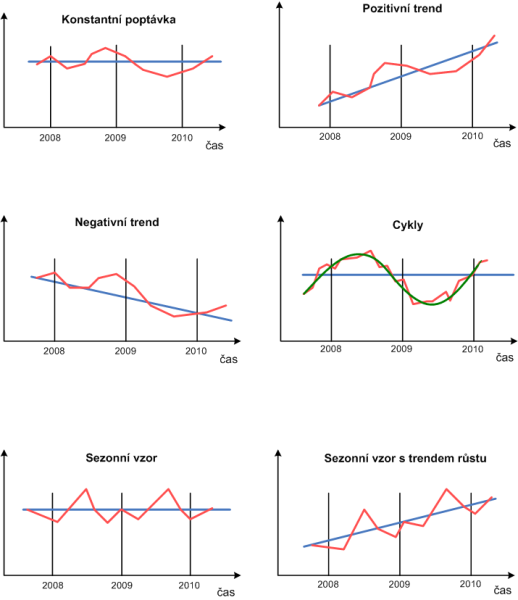 Konstantní poptávka
2008 2009 2010
čas
Pozitivní trend
2008 2009 2010
čas
Negativní trend
2008 2009 2010
čas
Cykly
2008 2009 2010
čas
Sezonní vzor
2008 2009 2010
čas
Sezonní vzor s trendem růstu
2008 2009 2010
čas